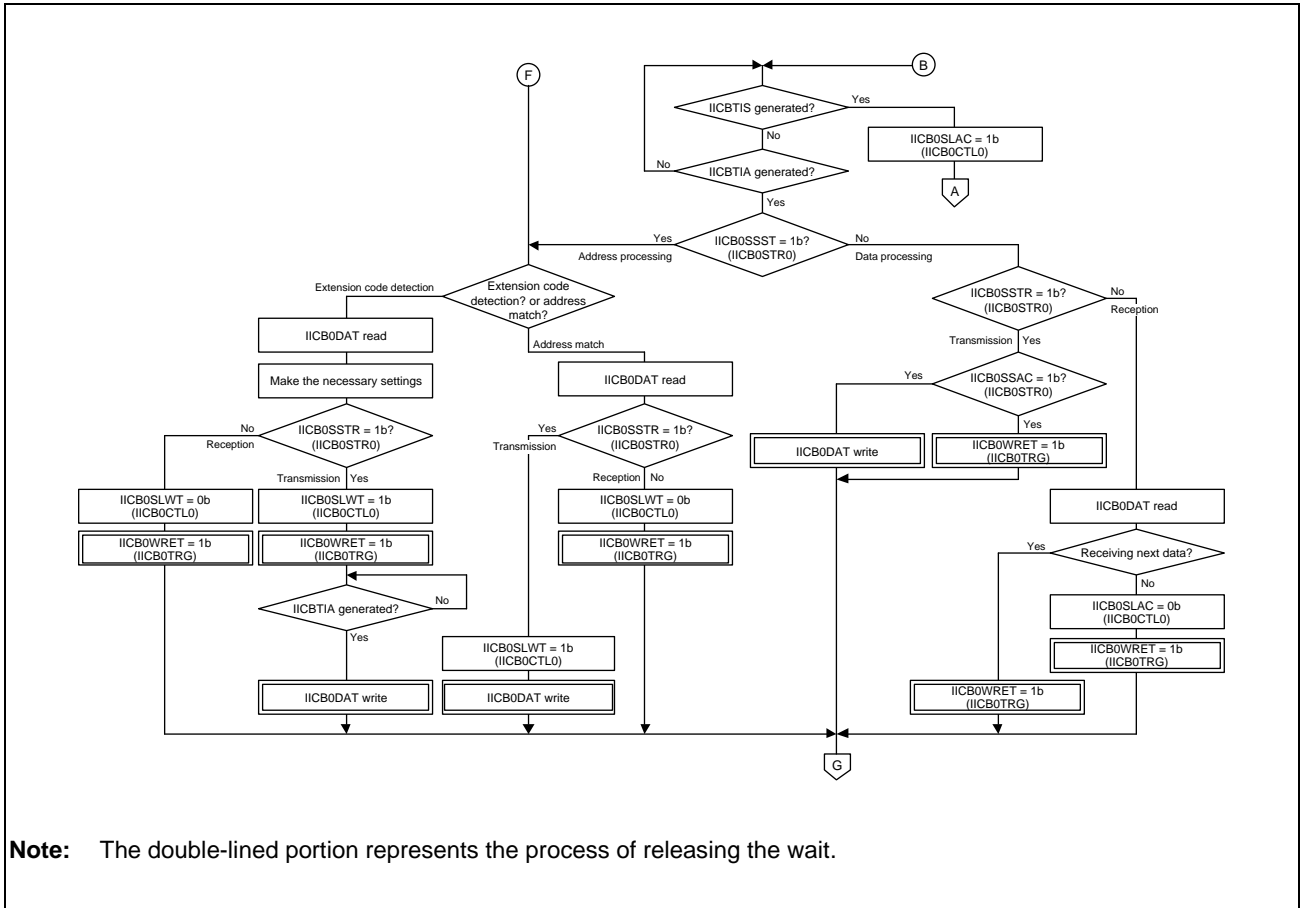 F
B
IICBTIS generated?
Yes
No
IICB0SLAC = 1b
(IICB0CTL0)
A
No
IICBTIA generated?
Yes
Yes
Address processing
IICB0SSST = 1b?
(IICB0STR0)
No
Data processing
Extension code detection
Extension code
detection? or address
match?
Address match
IICB0SSTR = 1b?
(IICB0STR0)
No
Reception
Transmission
Yes
IICB0DAT read
Make the necessary settings
IICB0DAT read
Yes
IICB0SSAC = 1b?
(IICB0STR0)
Yes
No
Reception
IICB0SSTR = 1b?
(IICB0STR0)
Transmission
Yes
Yes
Transmission
IICB0SSTR = 1b?
(IICB0STR0)
Reception
No
IICB0DAT write
IICB0WRET = 1b
(IICB0TRG)
IICB0SLWT = 0b
(IICB0CTL0)
IICB0SLWT = 1b
(IICB0CTL0)
IICB0SLWT = 0b
(IICB0CTL0)
IICB0DAT read
IICB0WRET = 1b
(IICB0TRG)
IICB0WRET = 1b
(IICB0TRG)
IICB0WRET = 1b
(IICB0TRG)
Yes
Receiving next data?
No
IICBTIA generated?
No
Yes
IICB0SLAC = 0b
(IICB0CTL0)
IICB0SLWT = 1b
(IICB0CTL0)
IICB0WRET = 1b
(IICB0TRG)
IICB0DAT write
IICB0DAT write
IICB0WRET = 1b
(IICB0TRG)
G
Note: The double-lined portion represents the process of releasing the wait.